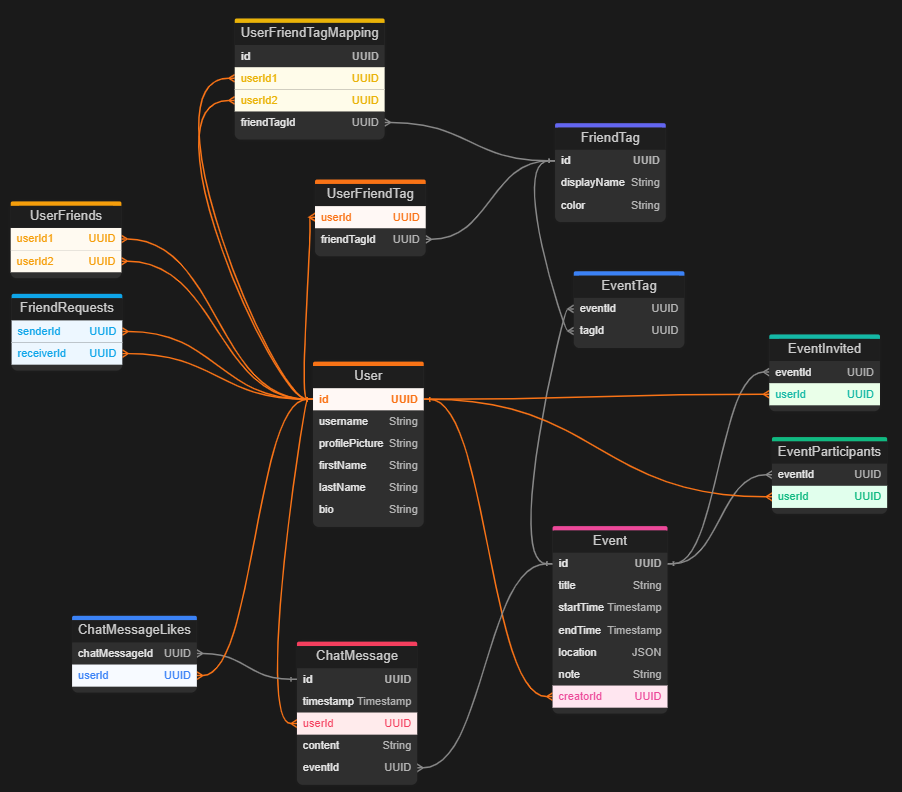 UserFriendTagMapping
id UUID
userId1 UUID
userId2 UUID
friendTagId UUID
FriendTag
id UUID
displayName String
color String
UserFriendTag
userId UUID
friendTagId UUID
UserFriends
userId1 UUID
userId2 UUID
EventTag
eventId UUID
tagId UUID
FriendRequests
senderId UUID
receiverId UUID
EventInvited
eventId UUID
userId UUID
User
id UUID
username String
profilePicture String
firstName String
lastName String
bio String
EventParticipants
eventId UUID
userId UUID
Event
id UUID
title String
startTime Timestamp
endTime Timestamp
location JSON
note String
creatorId UUID
ChatMessageLikes
chatMessageId UUID
userId UUID
ChatMessage
id UUID
timestamp Timestamp
userId UUID
content String
eventId UUID